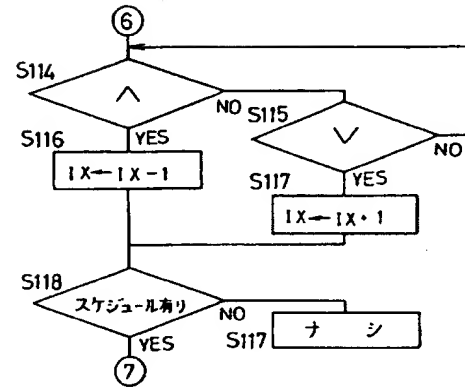 6
S114
∧
NO
S115
∨
NO
S116
YES
IX←IX-1
S117
YES
IX←IX+1
S118
スケジュール有り
NO
S117
ナシ
YES
7